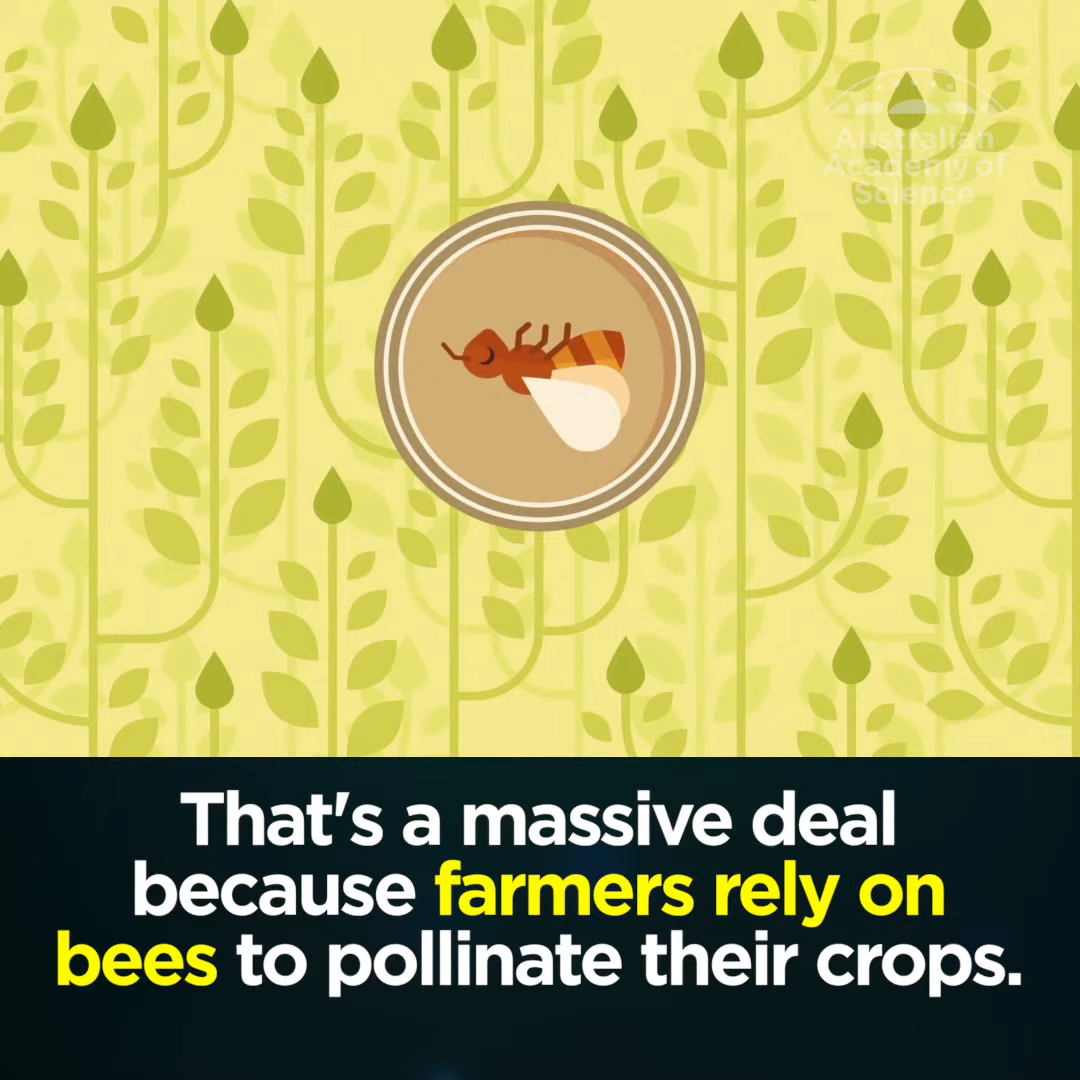 Australian
Academy of
Science
That's a massive deal
because farmers rely on
bees to pollinate their crops.